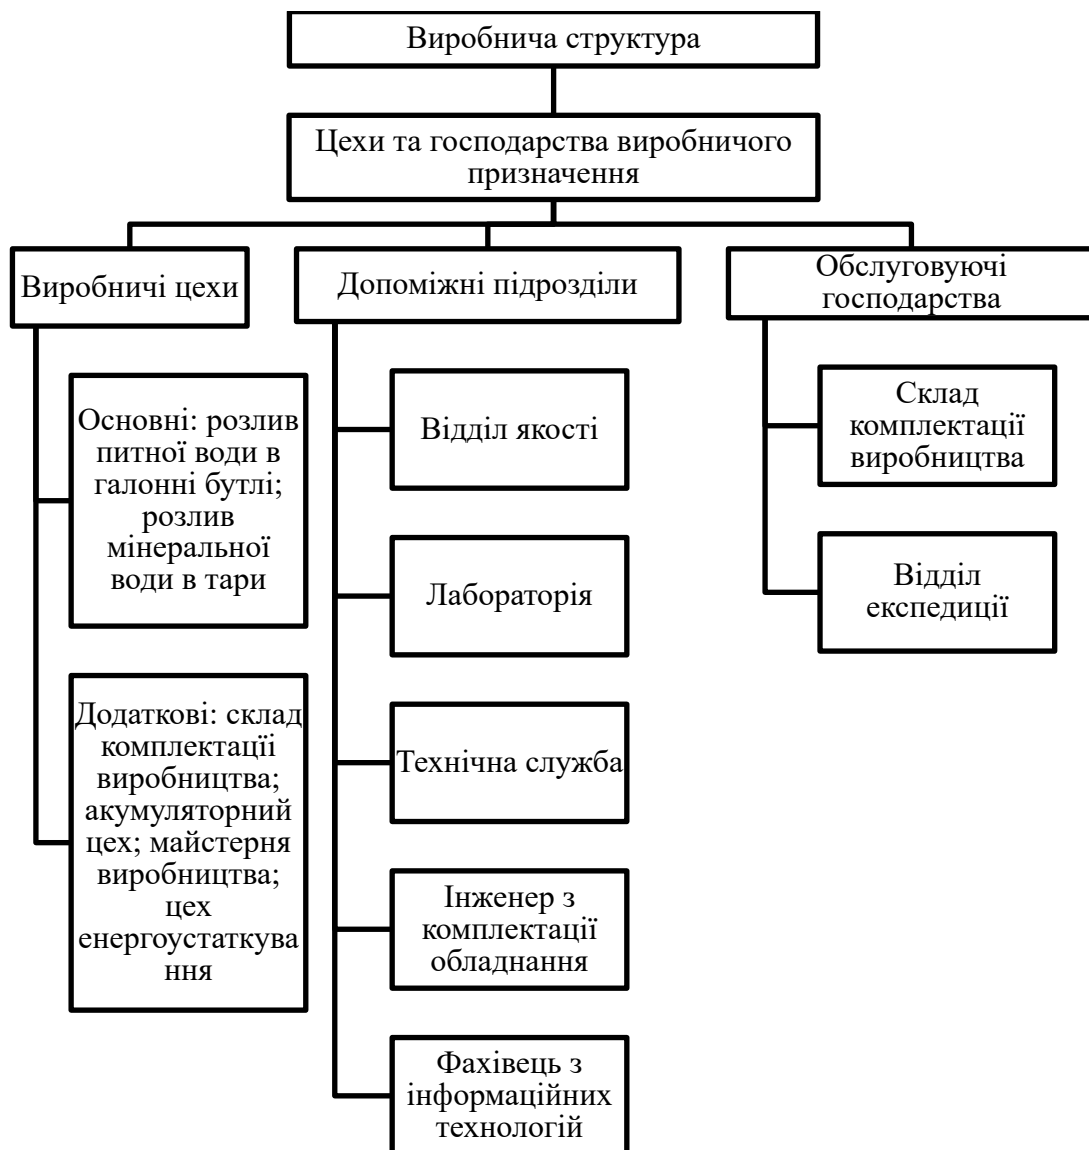 Виробнича структура
Цехи та господарства виробничого
призначення
Виробничі цехи
Основні: розлив
питної води в
галонні бутлі;
розлив
мінеральної
води в тари
Додаткові: склад
комплектації
виробництва;
акумуляторний
цех; майстерня
виробництва;
цех
енергоустаткува
ння
Допоміжні підрозділи
Відділ якості
Лабораторія
Технічна служба
Інженер з
комплектації
обладнання
Фахівець з
інформаційних
технологій
Обслуговуючі
господарства
Склад
комплектації
виробництва
Відділ
експедиції